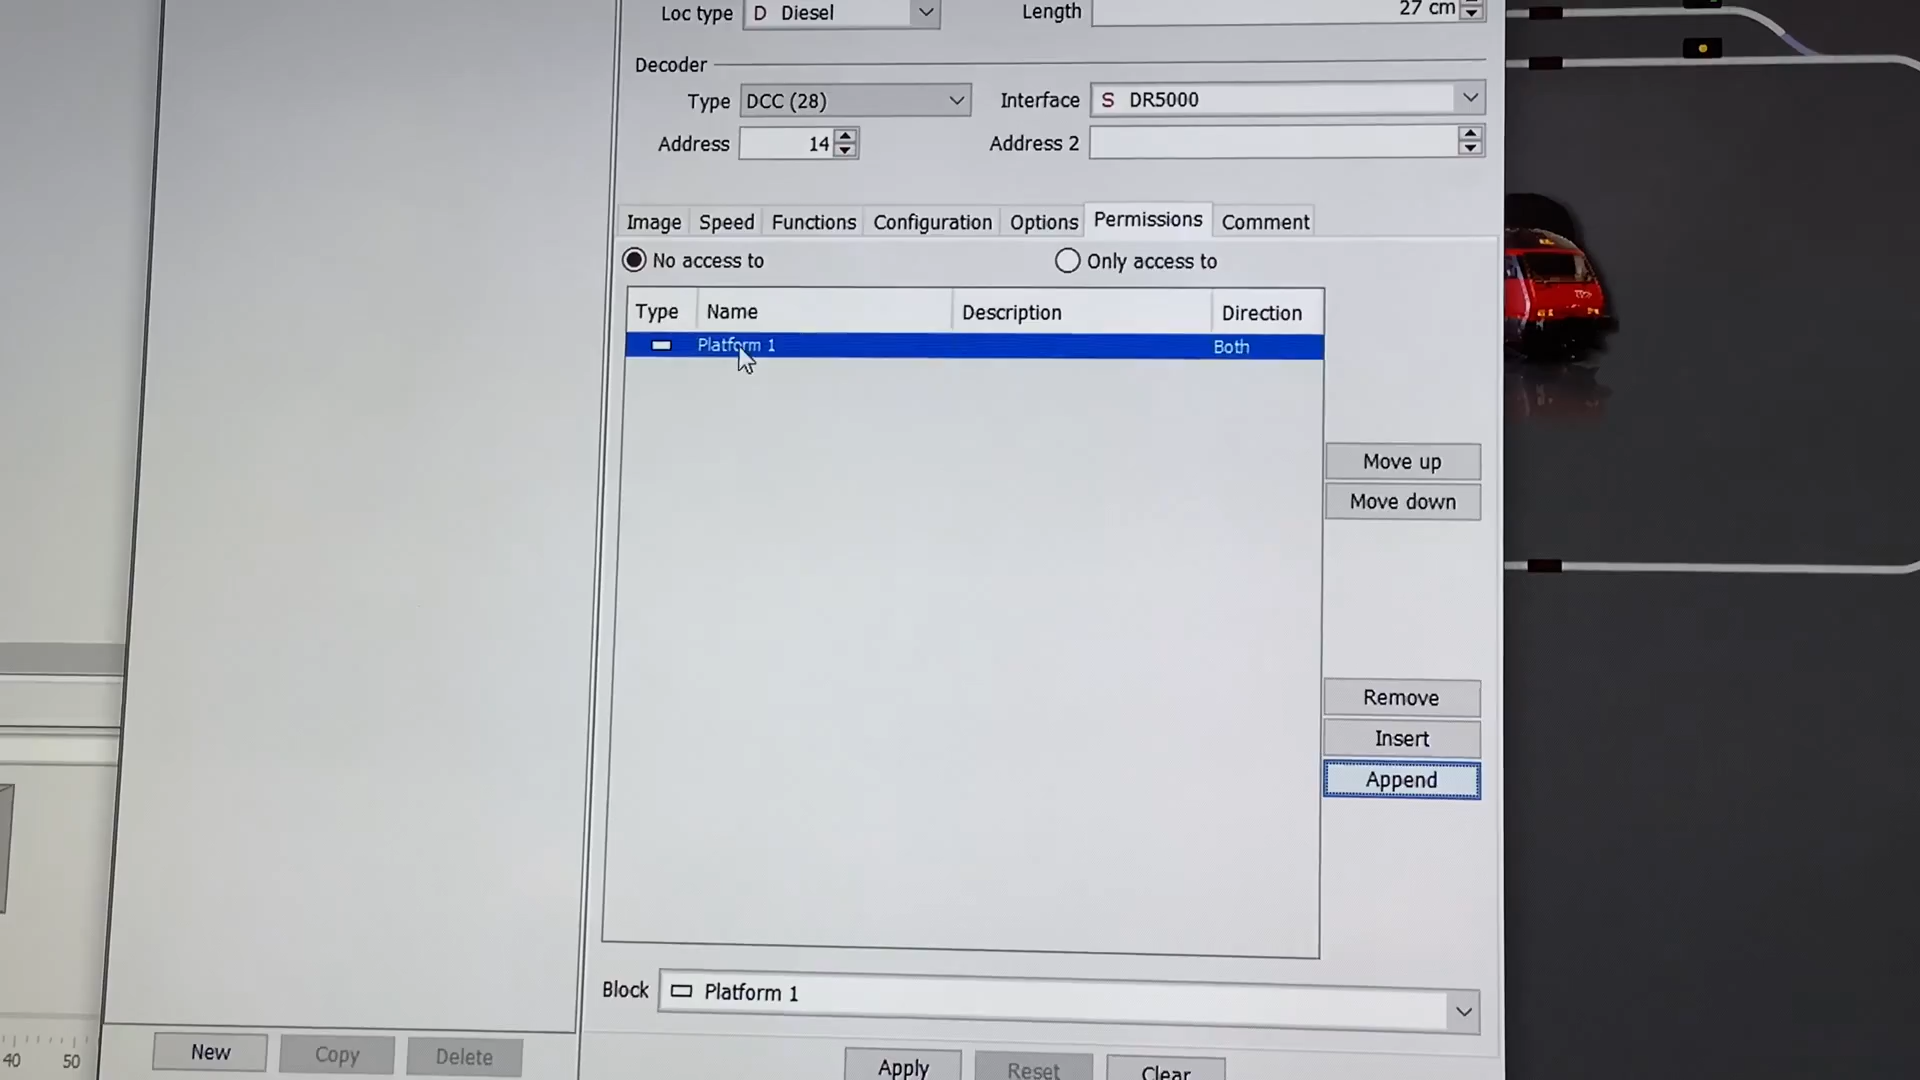 Loc type D Diesel Length 27 cm
Decoder
Type DCC (28) Interface S DR5000
Address 14 Address 2
Image Speed Functions Configuration Options Permissions Comment
No access to Only access to
Type Name Description Direction
Platform 1 Both
Move up
Move down
Remove
Insert
Append
Block Platform 1
40 50 New Copy Delete
Apply Reset Clear